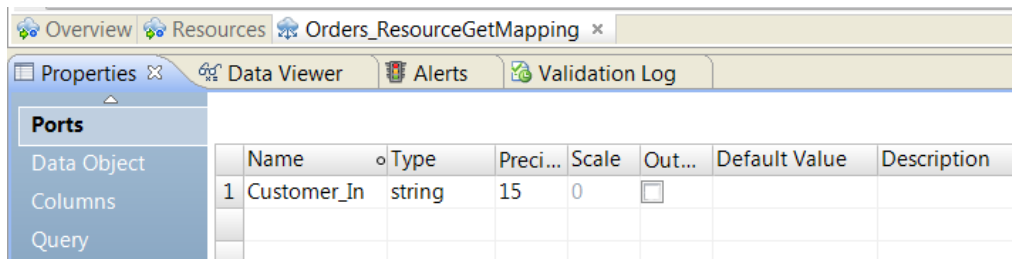 Overview Resources Orders_ResourceGetMapping
Properties Data Viewer Alerts Validation Log
Ports
Data Object
Columns
Query
Name Type Preci... Scale Out... Default Value Description
1 Customer_In string 15 0